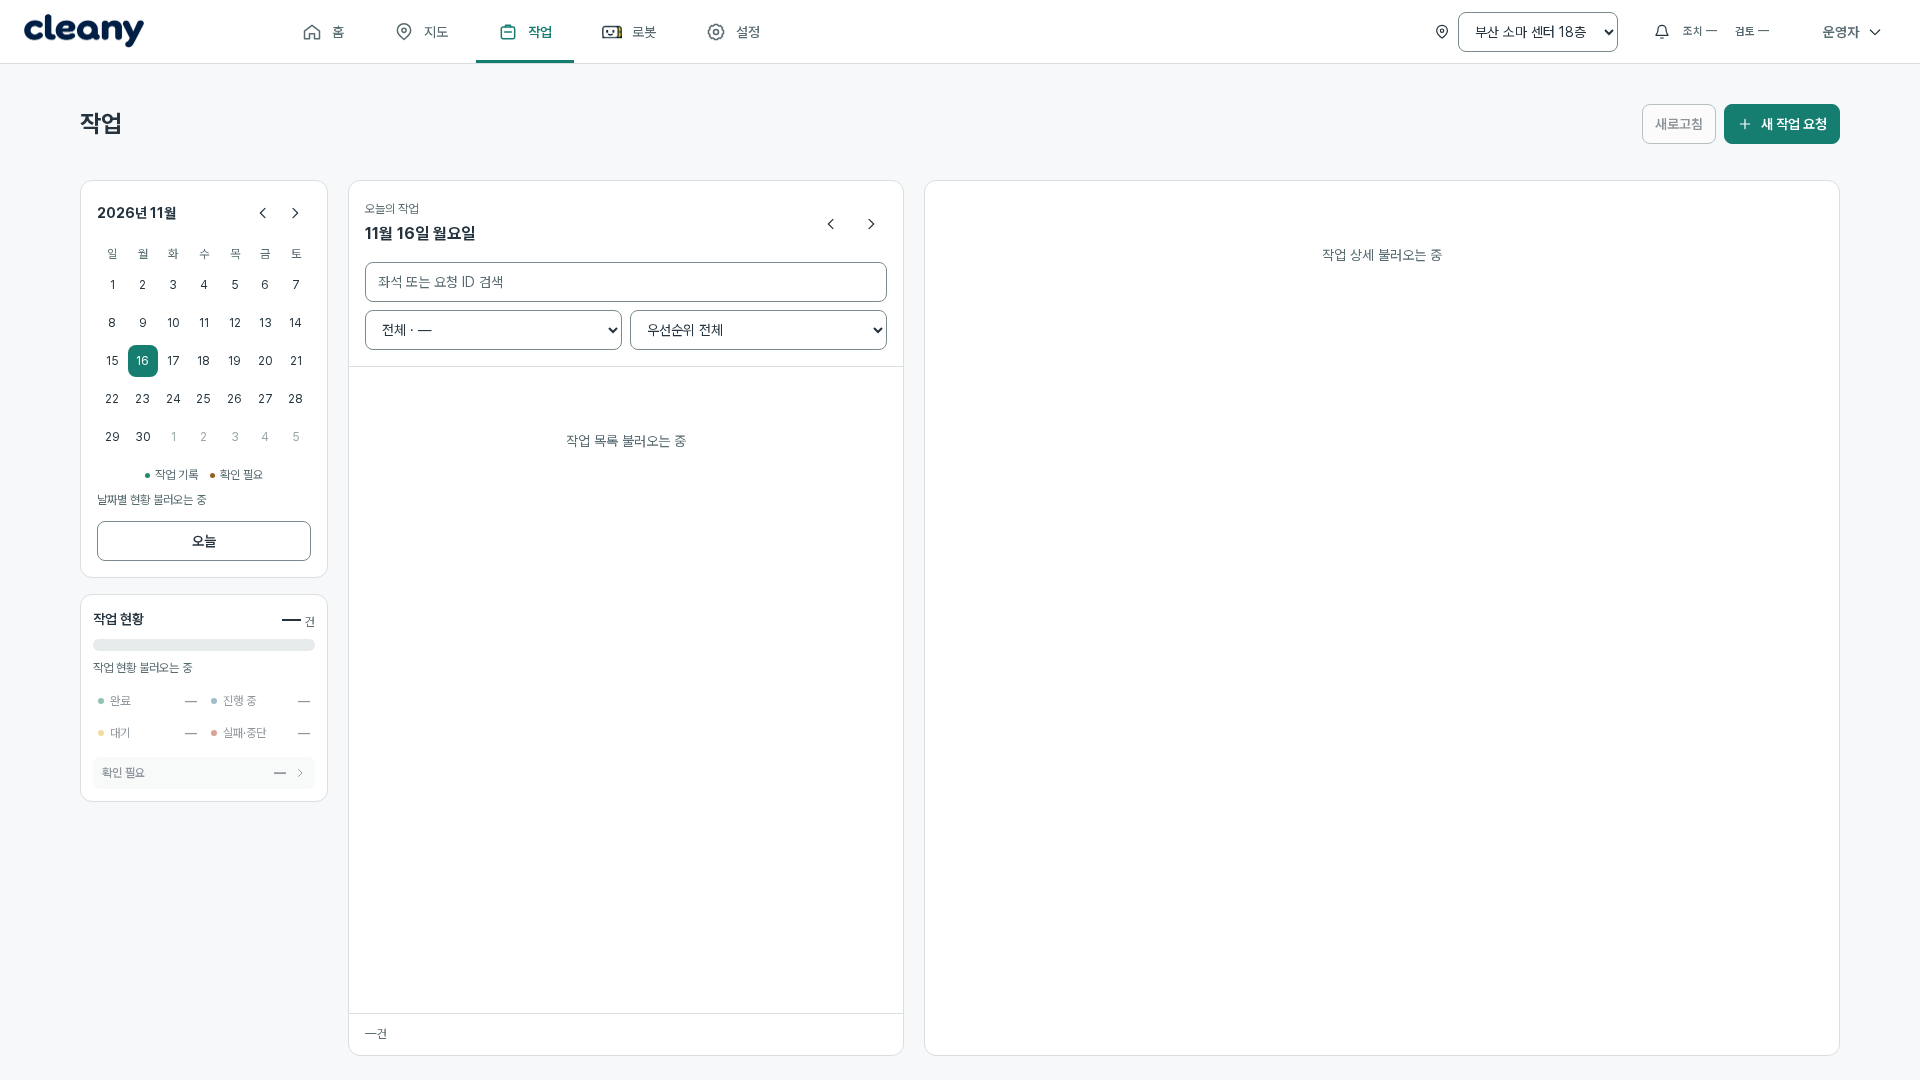 cleany
홈
지도
작업
로봇
설정
부산 소마 센터 18층
조치 —
검토 —
운영자
작업
새로고침
새 작업 요청
2026년 11월
일 월 화 수 목 금 토
1 2 3 4 5 6 7
8 9 10 11 12 13 14
15 16 17 18 19 20 21
22 23 24 25 26 27 28
29 30 1 2 3 4 5
작업 기록 확인 필요
날짜별 현황 불러오는 중
오늘
작업 현황 — 건
작업 현황 불러오는 중
완료 — 진행 중 —
대기 — 실패·중단 —
확인 필요 —
오늘의 작업
11월 16일 월요일
좌석 또는 요청 ID 검색
전체 · —
우선순위 전체
작업 목록 불러오는 중
—건
작업 상세 불러오는 중